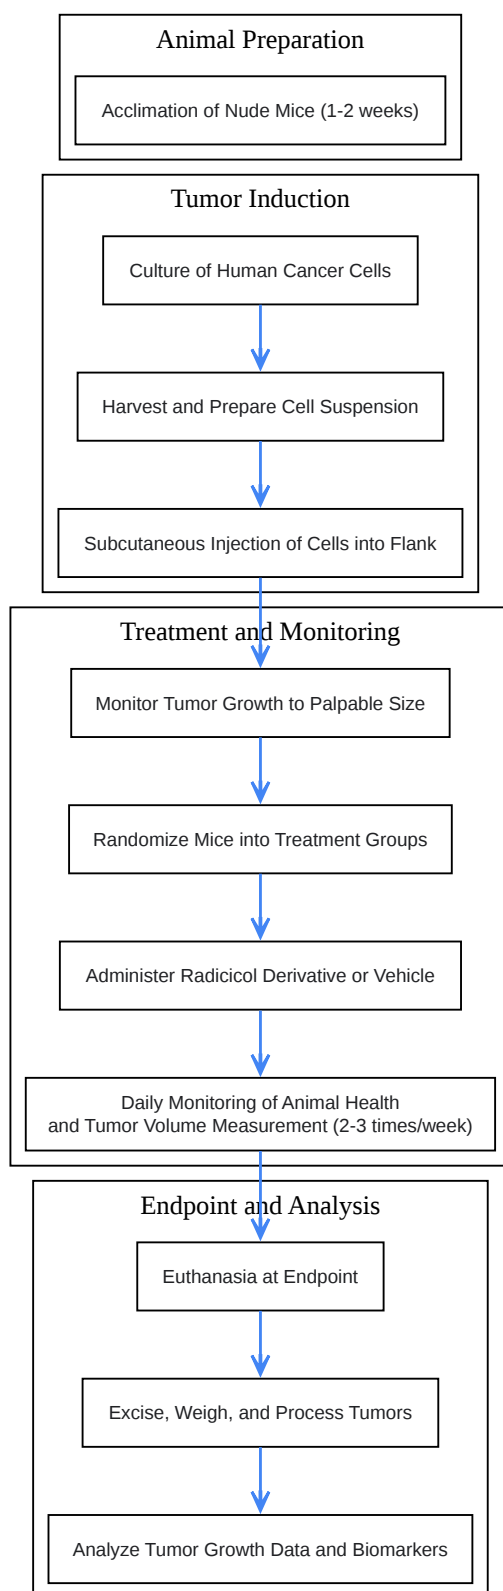 Animal Preparation
Acclimation of Nude Mice (1-2 weeks)
Tumor Induction
Culture of Human Cancer Cells
Harvest and Prepare Cell Suspension
Subcutaneous Injection of Cells into Flank
Treatment and Monitoring
Monitor Tumor Growth to Palpable Size
Randomize Mice into Treatment Groups
Administer Radicicol Derivative or Vehicle
Daily Monitoring of Animal Health
and Tumor Volume Measurement (2-3 times/week)
Endpoint and Analysis
Euthanasia at Endpoint
Excise, Weigh, and Process Tumors
Analyze Tumor Growth Data and Biomarkers